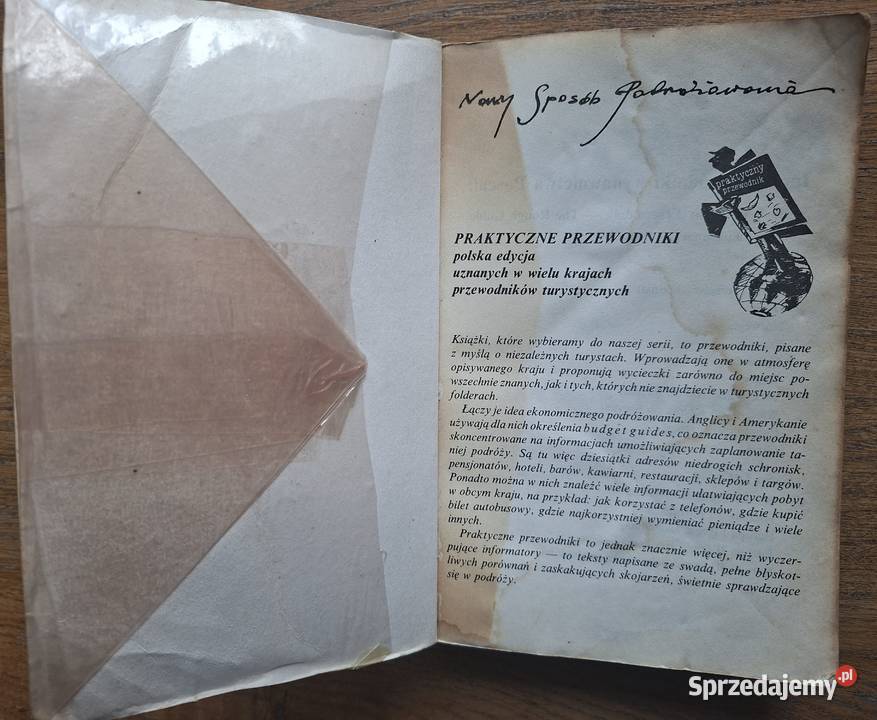 Nowy Sposób Podróżowania
praktyczny
przewodnik
PRAKTYCZNE PRZEWODNIKI
polska edycja
uznanych w wielu krajach
przewodników turystycznych
Książki, które wybieramy do naszej serii, to przewodniki, pisane
z myślą o niezależnych turystach. Wprowadzają one w atmosferę
opisywanego kraju i proponują wycieczki zarówno do miejsc po-
wszechnie znanych, jak i tych, których nie znajdziecie w turystycznych
folderach.
Łączy je idea ekonomicznego podróżowania. Anglicy i Amerykanie
używają dla nich określenia budget guides, co oznacza przewodniki
skoncentrowane na informacjach umożliwiających zaplanowanie ta-
niej podróży. Są tu więc dziesiątki adresów niedrogich schronisk,
pensjonatów, hoteli, barów, kawiarni, restauracji, sklepów i targów.
Ponadto można w nich znaleźć wiele informacji ułatwiających pobyt
w obcym kraju, na przykład: jak korzystać z telefonów, gdzie kupić
bilet autobusowy, gdzie najkorzystniej wymieniać pieniądze i wiele
innych.
Praktyczne przewodniki to jednak znacznie więcej, niż wyczer-
pujące informatory — to teksty napisane ze swadą, pełne błyskot-
liwych porównań i zaskakujących skojarzeń, świetnie sprawdzające
się w podróży.
Sprzedajemy.pl